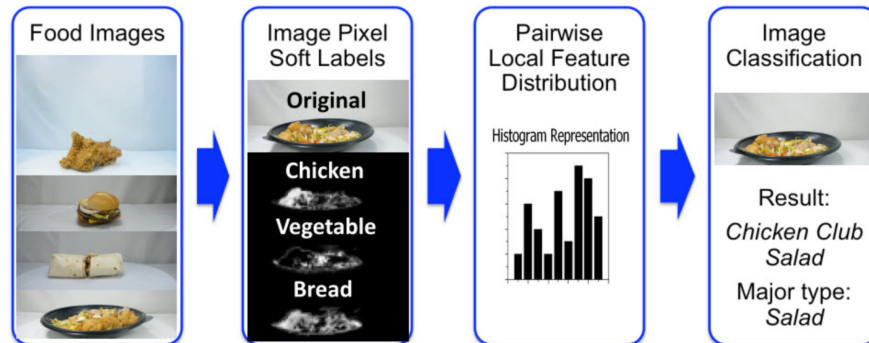 Food Images
Image Pixel
Soft Labels
Original
Chicken
Vegetable
Bread
Pairwise
Local Feature
Distribution
Histogram Representation
Image
Classification
Result:
Chicken Club
Salad
Major type:
Salad